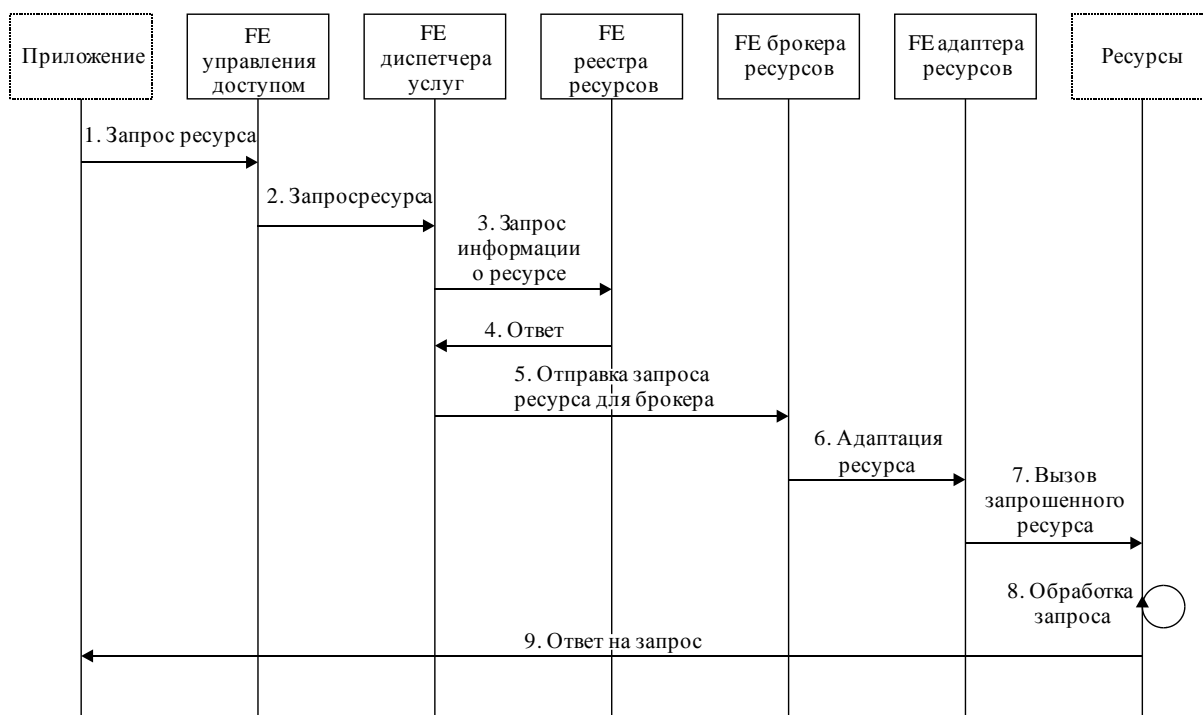 Приложение
FE
управления
доступом
FE
диспетчера
услуг
FE
реестра
ресурсов
FE брокера
ресурсов
FE адаптера
ресурсов
Ресурсы
1. Запрос ресурса
2. Запрос ресурса
3. Запрос
информации
о ресурсе
4. Ответ
5. Отправка запроса
ресурса для брокера
6. Адаптация
ресурса
7. Вызов
запрошенного
ресурса
8. Обработка
запроса
9. Ответ на запрос